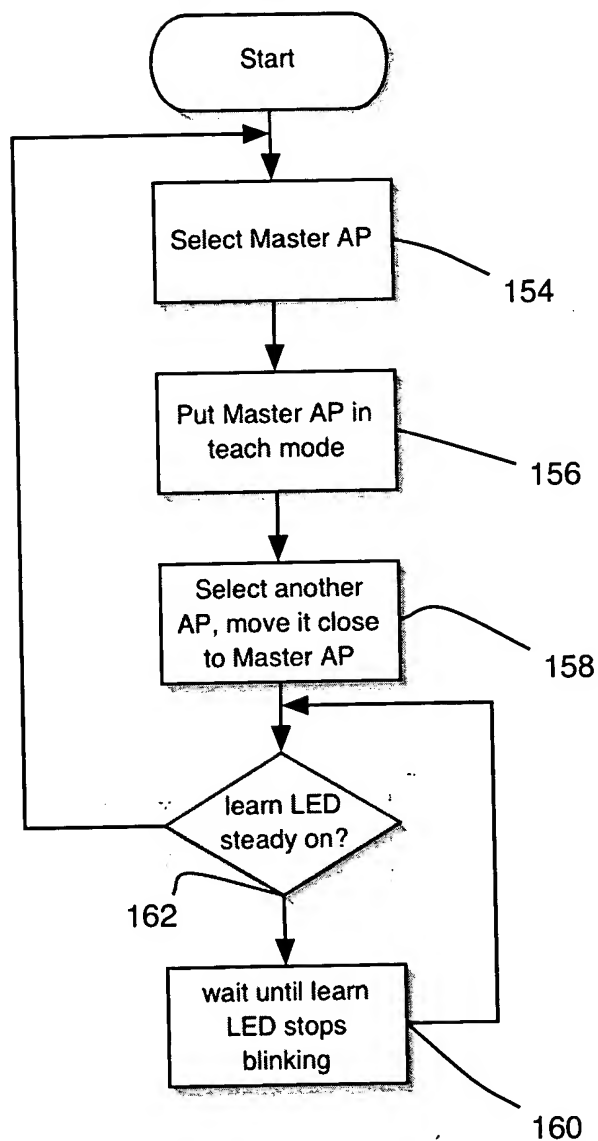 Start
Select Master AP
154
Put Master AP in
teach mode
156
Select another
AP, move it close
to Master AP
158
learn LED
steady on?
162
wait until learn
LED stops
blinking
160